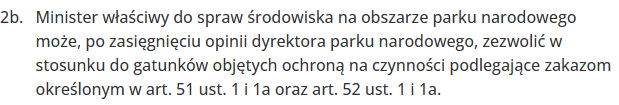 2b. Minister właściwy do spraw środowiska na obszarze parku narodowego
może, po zasięgnięciu opinii dyrektora parku narodowego, zezwolić w
stosunku do gatunków objętych ochroną na czynności podlegające zakazom
określonym w art. 51 ust. 1 i 1a oraz art. 52 ust. 1 i 1a.